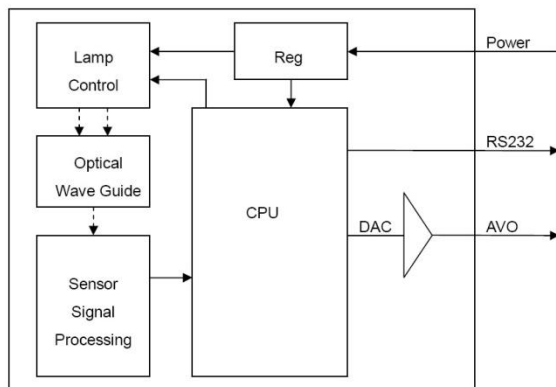 Lamp
Control
Reg
Power
Optical
Wave Guide
CPU
RS232
DAC
AVO
Sensor
Signal
Processing